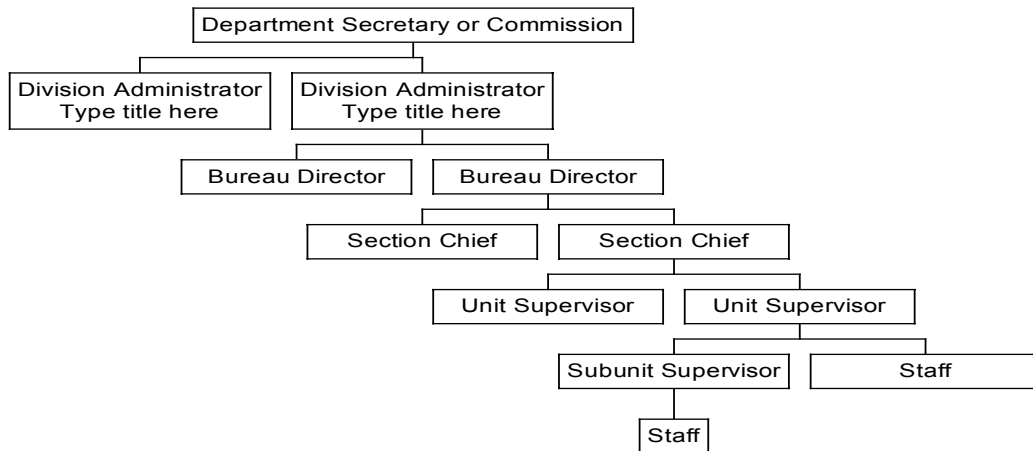 Department Secretary or Commission
Division Administrator
Type title here
Division Administrator
Type title here
Bureau Director
Bureau Director
Section Chief
Section Chief
Unit Supervisor
Unit Supervisor
Subunit Supervisor
Staff
Staff